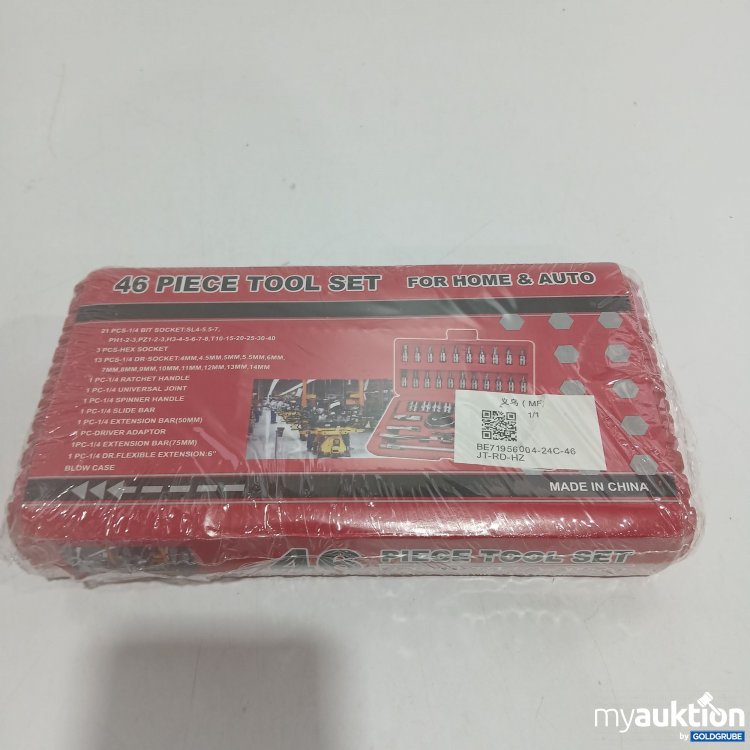 46 PIECE TOOL SET FOR HOME & AUTO
21 PCS-1/4 BIT SOCKET:SL4-5.5-7,
PH1-2-3,PZ1-2-3,H3-4-5-6-7-8,T10-15-20-25-30-40
3 PCS-HEX SOCKET
13 PCS-1/4 DR.SOCKET:4MM,4.5MM,5MM,5.5MM,6MM,
7MM,8MM,9MM,10MM,11MM,12MM,13MM,14MM
1 PC-1/4 RATCHET HANDLE
1 PC-1/4 UNIVERSAL JOINT
1 PC-1/4 SPINNER HANDLE
1 PC-1/4 SLIDE BAR
1 PC-1/4 EXTENSION BAR(50MM)
1 PC-DRIVER ADAPTOR
1PC-1/4 EXTENSION BAR(75MM)
1 PC-1/4 DR.FLEXIBLE EXTENSION:6"
BLOW CASE
义乌 ( MF
1/1
BE71956004-24C-46
JT-RD-HZ
MADE IN CHINA
46 PIECE TOOL SET
myauktion
by GOLDGRUBE